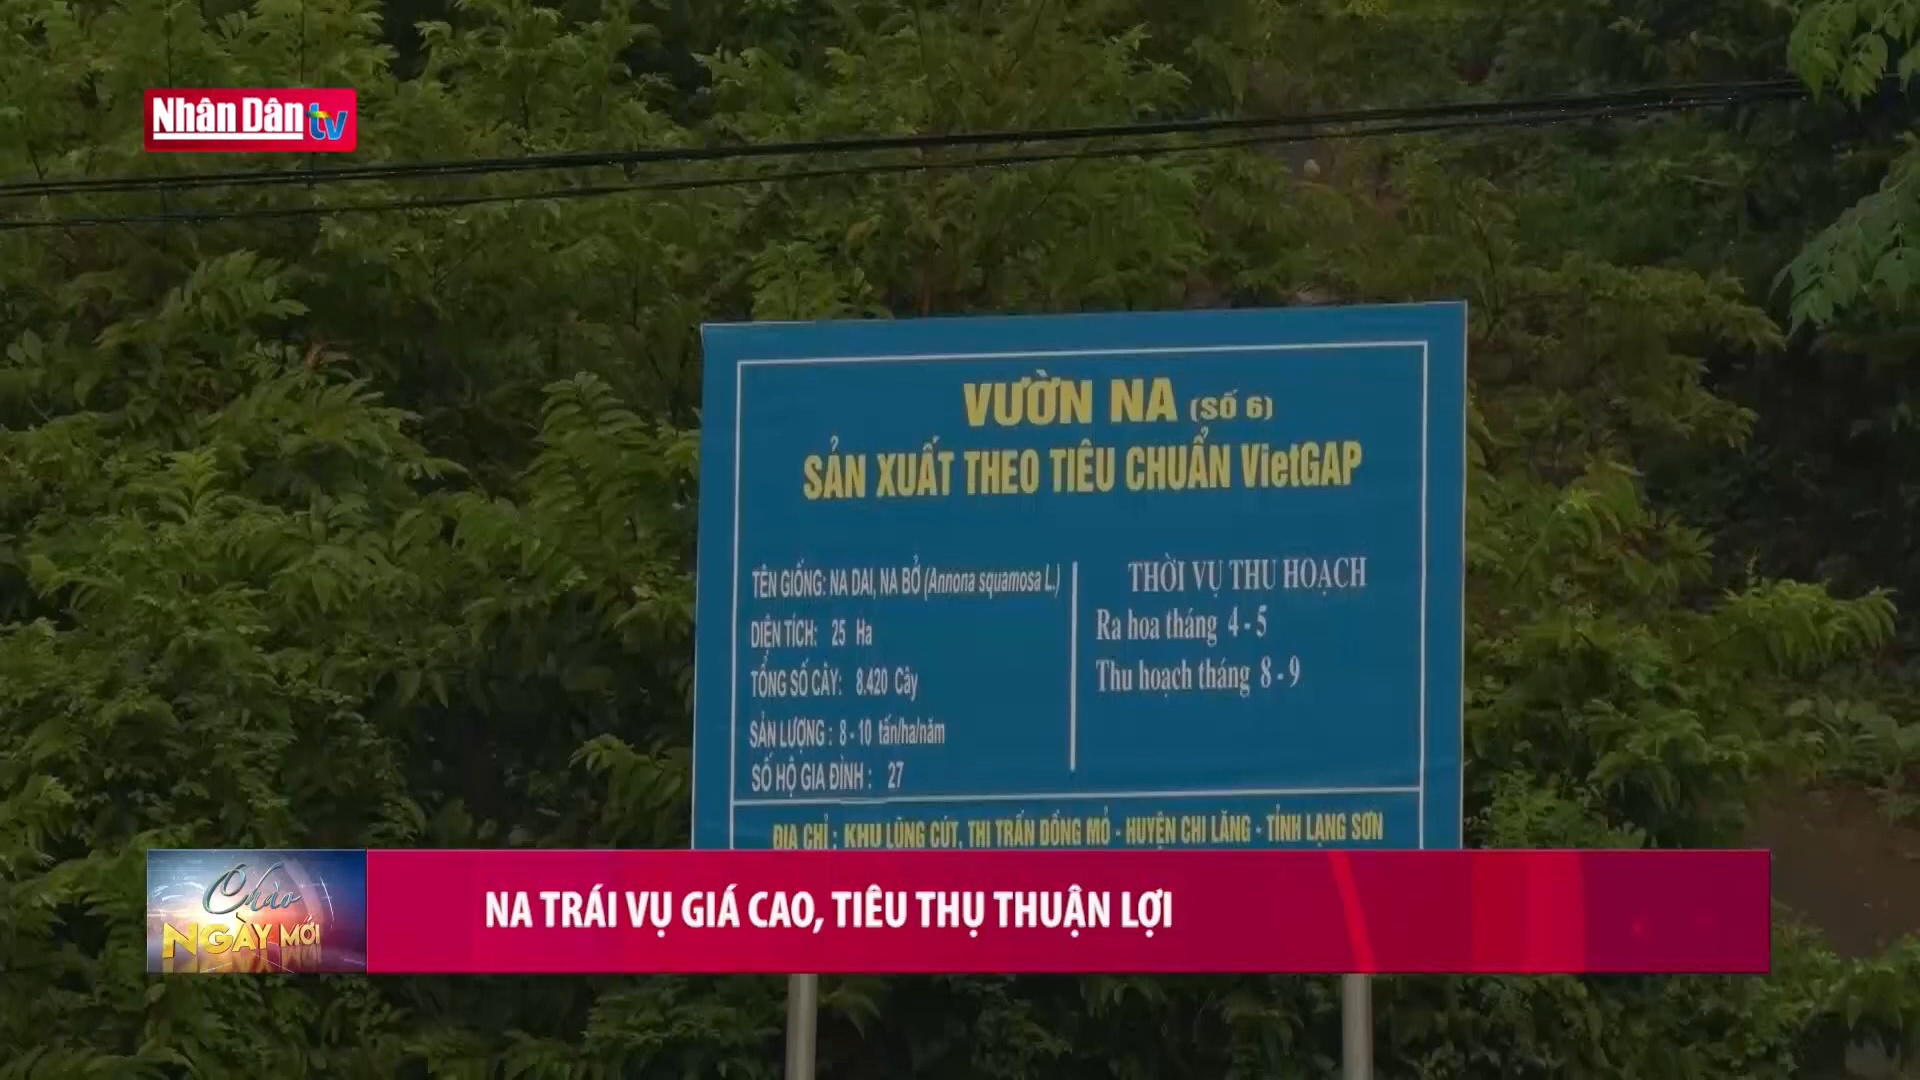 Nhân Dân tv
VƯỜN NA (SỐ 6)
SẢN XUẤT THEO TIÊU CHUẨN VietGAP
TÊN GIỐNG: NA DAI, NA BỞ (Annona squamosa L.)
DIỆN TÍCH: 25 Ha
TỔNG SỐ CÂY: 8.420 Cây
SẢN LƯỢNG : 8 - 10 tấn/ha/năm
SỐ HỘ GIA ĐÌNH : 27
THỜI VỤ THU HOẠCH
Ra hoa tháng 4 - 5
Thu hoạch tháng 8 - 9
ĐỊA CHỈ : KHU LŨNG CÚT, THỊ TRẤN ĐỒNG MỎ - HUYỆN CHI LĂNG - TỈNH LẠNG SƠN
Chào
NGÀY MỚI
NA TRÁI VỤ GIÁ CAO, TIÊU THỤ THUẬN LỢI